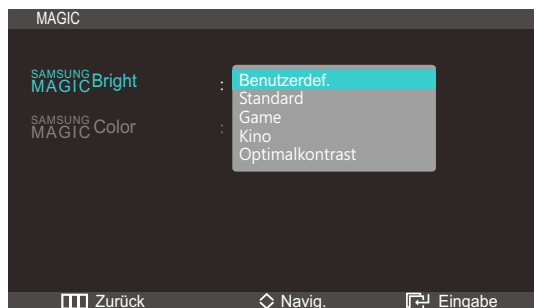 MAGIC
SAMSUNG MAGIC Bright : Benutzerdef.
Standard
Game
SAMSUNG MAGIC Color :
Kino
Optimalkontrast
Zurück Navig. Eingabe